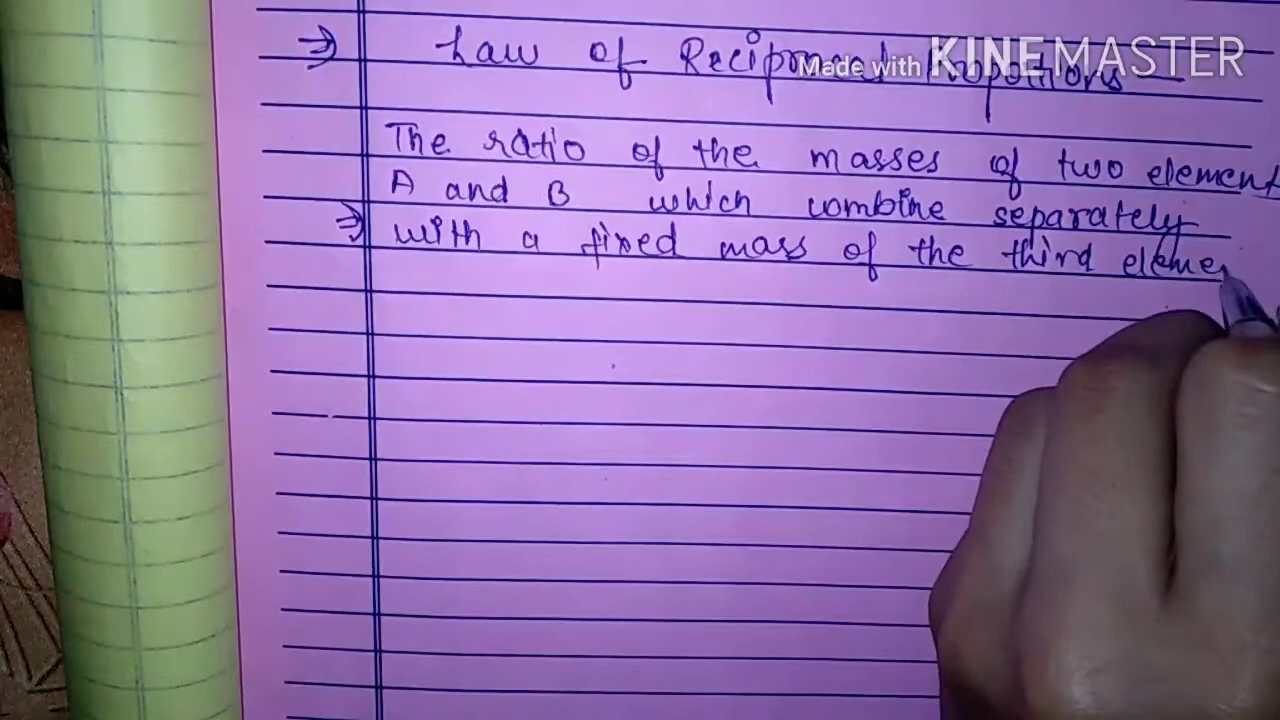 ⇒ Law of Reciprocal Propotions
Made with KINEMASTER
The ratio of the masses of two element
A and B which combine separately
⇒ with a fixed mass of the third eleme